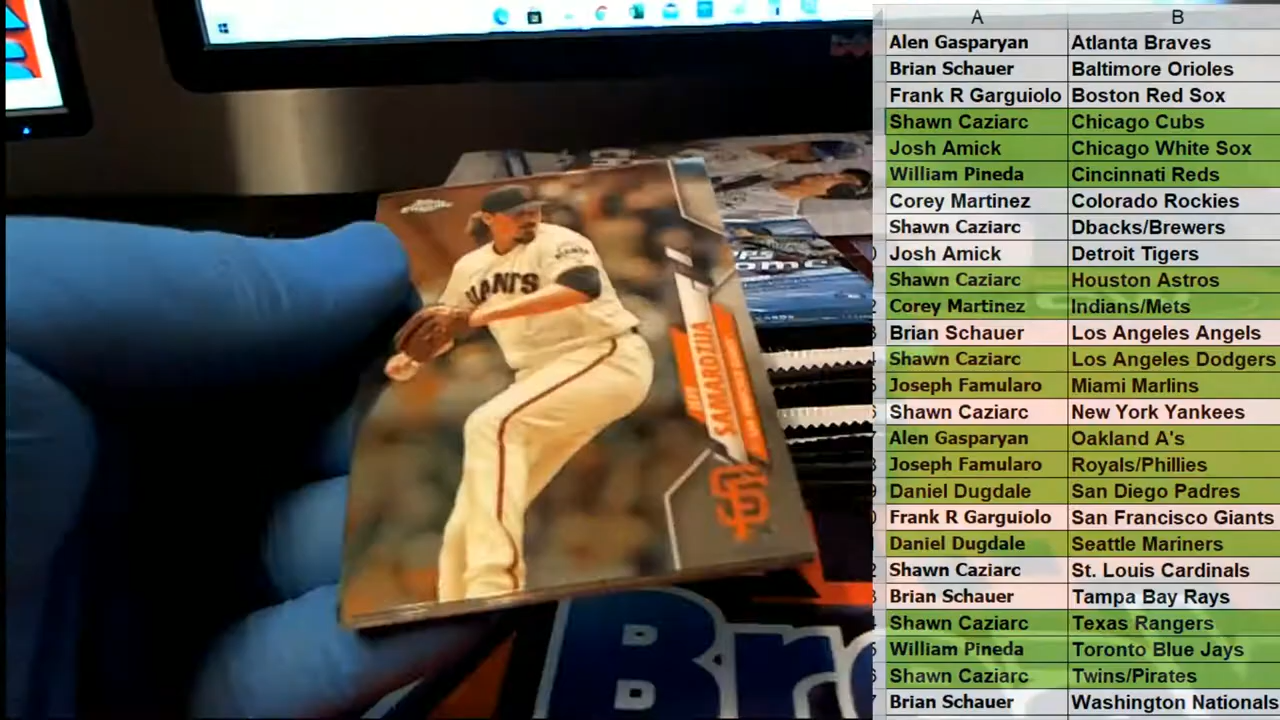 A B
Alen Gasparyan Atlanta Braves
Brian Schauer Baltimore Orioles
Frank R Garguiolo Boston Red Sox
Shawn Caziarc Chicago Cubs
Josh Amick Chicago White Sox
William Pineda Cincinnati Reds
Corey Martinez Colorado Rockies
Shawn Caziarc Dbacks/Brewers
Josh Amick Detroit Tigers
Shawn Caziarc Houston Astros
Corey Martinez Indians/Mets
Brian Schauer Los Angeles Angels
Shawn Caziarc Los Angeles Dodgers
Joseph Famularo Miami Marlins
Shawn Caziarc New York Yankees
Alen Gasparyan Oakland A's
Joseph Famularo Royals/Phillies
Daniel Dugdale San Diego Padres
Frank R Garguiolo San Francisco Giants
Daniel Dugdale Seattle Mariners
Shawn Caziarc St. Louis Cardinals
Brian Schauer Tampa Bay Rays
Shawn Caziarc Texas Rangers
William Pineda Toronto Blue Jays
Shawn Caziarc Twins/Pirates
Brian Schauer Washington Nationals
GIANTS
SAMARDZIJA
SF
Br